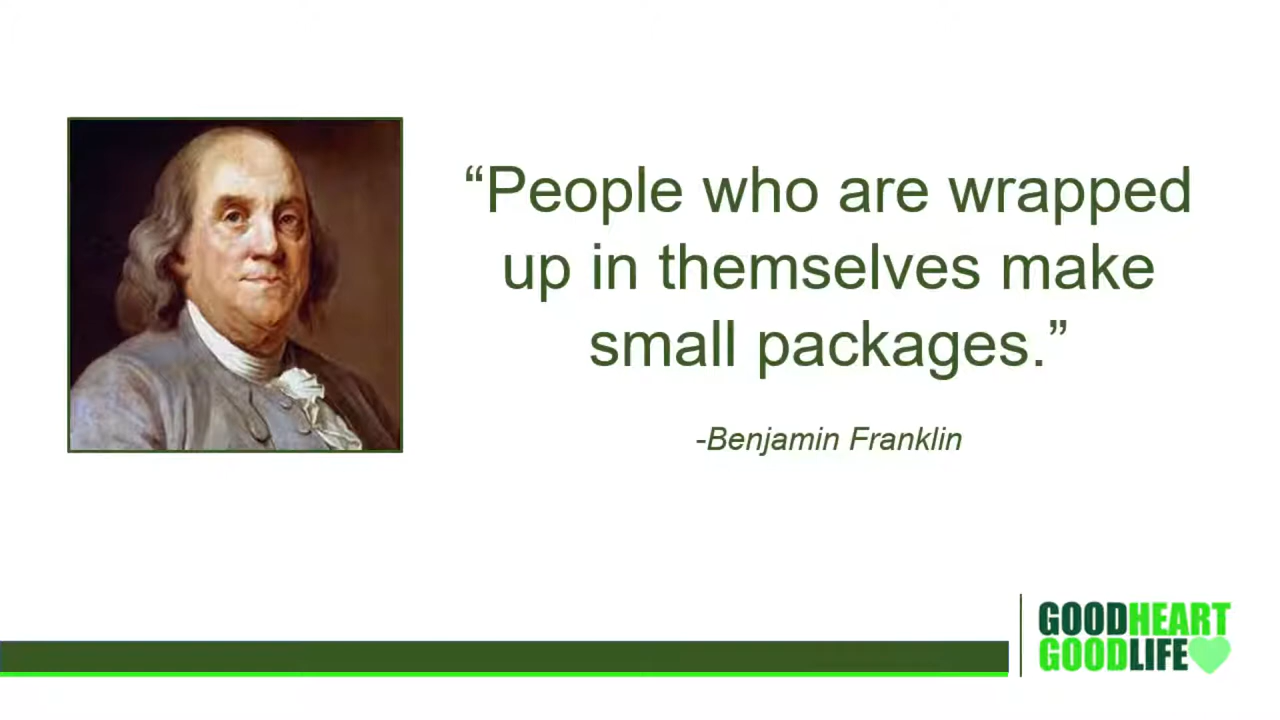 “People who are wrapped
up in themselves make
small packages.”
-Benjamin Franklin
GOODHEART
GOODLIFE